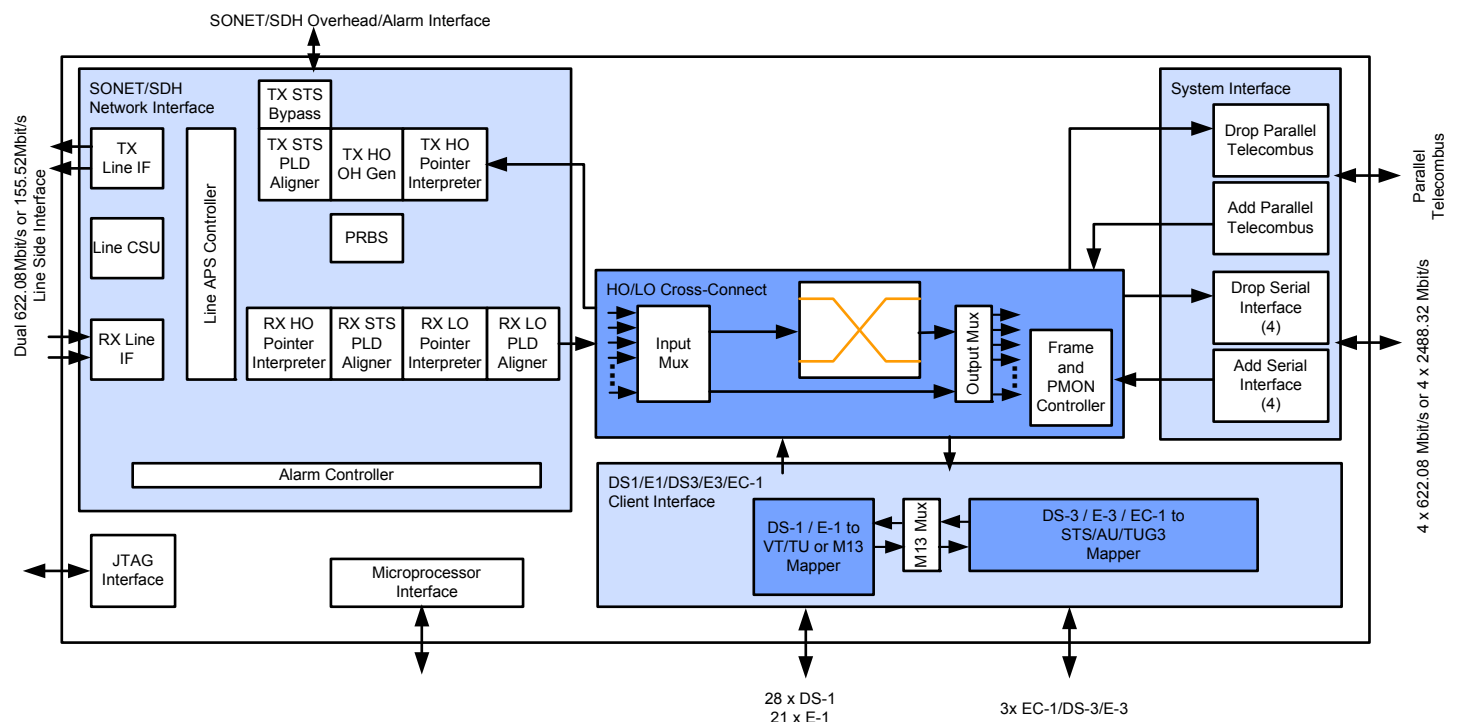 SONET/SDH Overhead/Alarm Interface
SONET/SDH
Network Interface
TX STS
Bypass
TX
Line IF
TX STS
PLD
Aligner
TX HO
OH Gen
TX HO
Pointer
Interpreter
Line APS Controller
Line CSU
PRBS
RX Line
IF
RX HO
Pointer
Interpreter
RX STS
PLD
Aligner
RX LO
Pointer
Interpreter
RX LO
PLD
Aligner
Alarm Controller
Dual 622.08Mbit/s or 155.52Mbit/s
Line Side Interface
HO/LO Cross-Connect
Input
Mux
Output Mux
Frame
and
PMON
Controller
System Interface
Drop Parallel
Telecombus
Add Parallel
Telecombus
Drop Serial
Interface
(4)
Add Serial
Interface
(4)
Parallel
Telecombus
4 x 622.08 Mbit/s or 4 x 2488.32 Mbit/s
DS1/E1/DS3/E3/EC-1
Client Interface
DS-1 / E-1 to
VT/TU or M13
Mapper
M13 Mux
DS-3 / E-3 / EC-1 to
STS/AU/TUG3
Mapper
JTAG
Interface
Microprocessor
Interface
28 x DS-1
21 x E-1
3x EC-1/DS-3/E-3